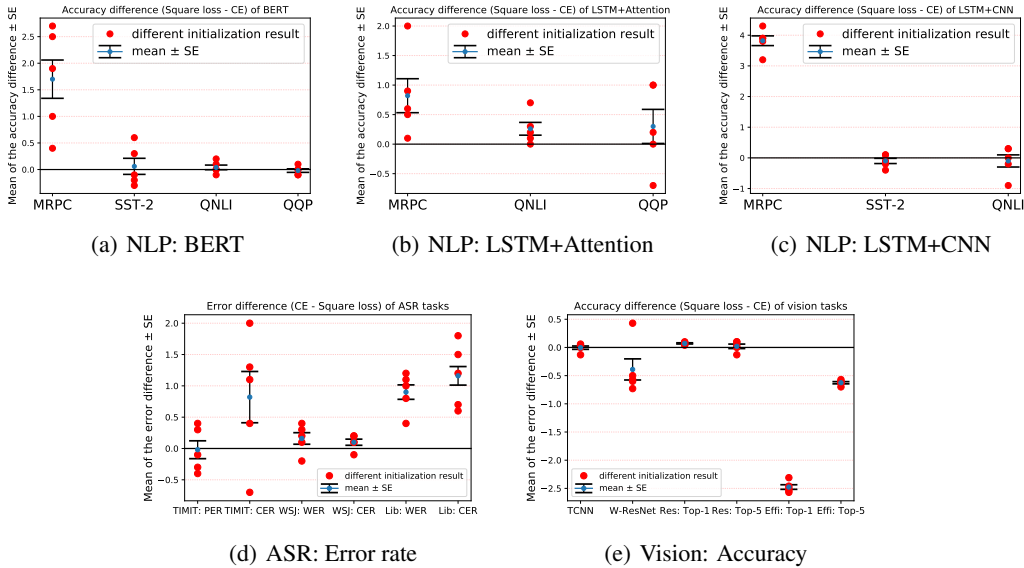 Accuracy difference (Square loss - CE) of BERT
Mean of the accuracy difference ± SE
2.5
2.0
1.5
1.0
0.5
0.0
different initialization result
mean ± SE
MRPC SST-2 QNLI QQP
(a) NLP: BERT
Accuracy difference (Square loss - CE) of LSTM+Attention
Mean of the accuracy difference ± SE
2.0
1.5
1.0
0.5
0.0
−0.5
different initialization result
mean ± SE
MRPC QNLI QQP
(b) NLP: LSTM+Attention
Accuracy difference (Square loss - CE) of LSTM+CNN
Mean of the accuracy difference ± SE
4
3
2
1
0
−1
different initialization result
mean ± SE
MRPC SST-2 QNLI
(c) NLP: LSTM+CNN
Error difference (CE - Square loss) of ASR tasks
Mean of the error difference ± SE
2.0
1.5
1.0
0.5
0.0
−0.5
different initialization result
mean ± SE
TIMIT: PER TIMIT: CER WSJ: WER WSJ: CER Lib: WER Lib: CER
(d) ASR: Error rate
Accuracy difference (Square loss - CE) of vision tasks
Mean of the error difference ± SE
0.5
0.0
−0.5
−1.0
−1.5
−2.0
−2.5
different initialization result
mean ± SE
TCNN W-ResNet Res: Top-1 Res: Top-5 Effi: Top-1 Effi: Top-5
(e) Vision: Accuracy